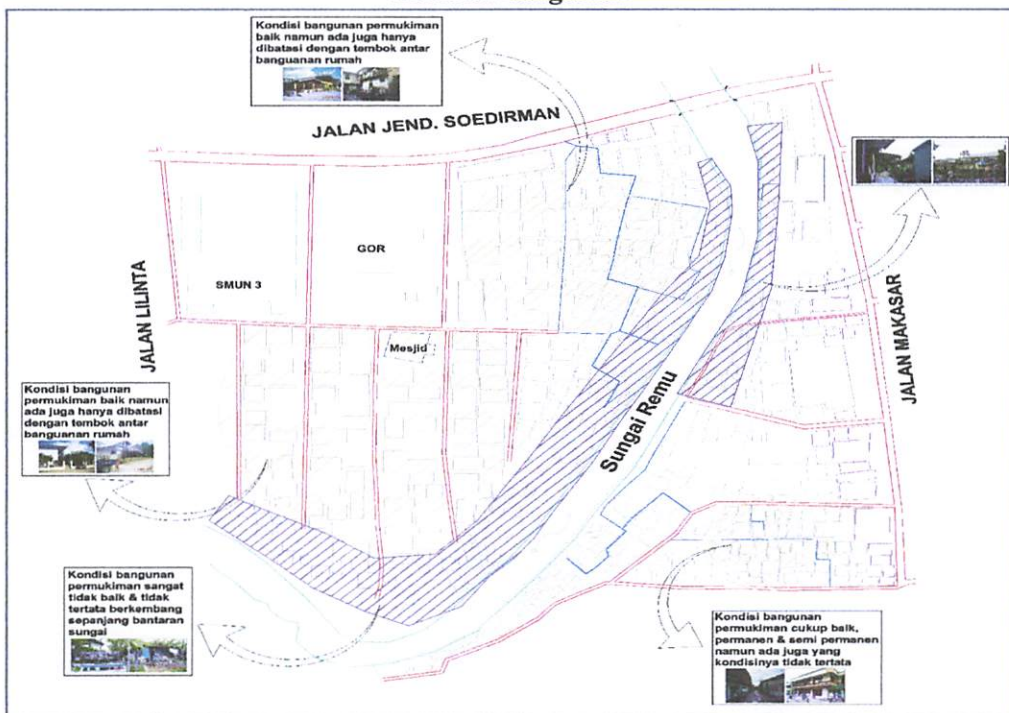 Kondisi bangunan permukiman
baik namun ada juga hanya
dibatasi dengan tembok antar
banguanan rumah
JALAN JEND. SOEDIRMAN
JALAN LILINTA
SMUN 3
GOR
Mesjid
JALAN MAKASAR
Sungai Remu
Kondisi bangunan
permukiman baik namun
ada juga hanya dibatasi
dengan tembok antar
banguanan rumah
Kondisi bangunan
permukiman sangat
tidak baik & tidak
tertata berkembang
sepanjang bantaran
sungai
Kondisi bangunan
permukiman cukup baik,
permanen & semi permanen
namun ada juga yang
kondisinya tidak tertata